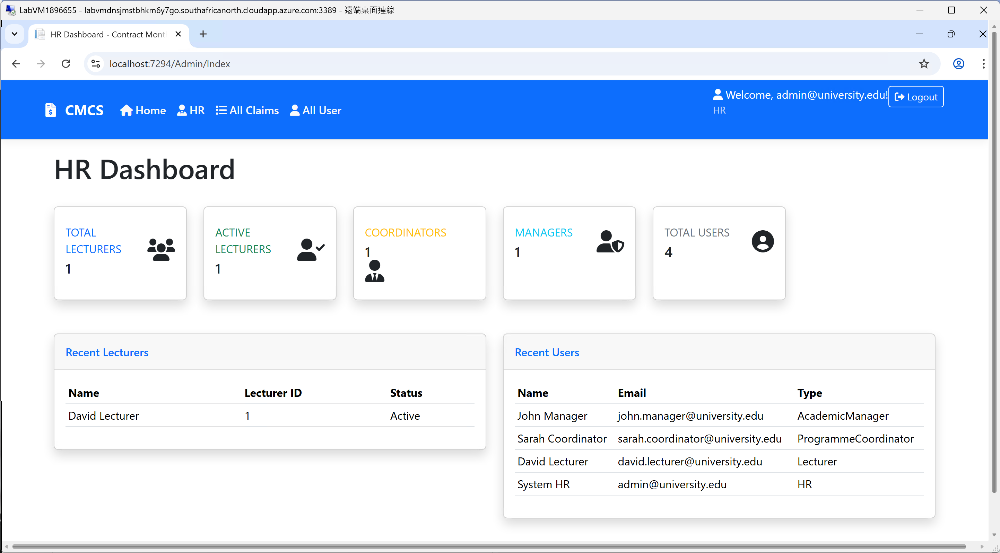 LabVM1896655 - labvmdnsjmstbhkm6y7go.southafricanorth.cloudapp.azure.com:3389 - 遠端桌面連線
HR Dashboard - Contract Mont
localhost:7294/Admin/Index
CMCS Home HR All Claims All User
Welcome, admin@university.edu! Logout
HR
HR Dashboard
TOTAL LECTURERS
1
ACTIVE LECTURERS
1
COORDINATORS
1
MANAGERS
1
TOTAL USERS
4
Recent Lecturers
Name Lecturer ID Status
David Lecturer 1 Active
Recent Users
Name Email Type
John Manager john.manager@university.edu AcademicManager
Sarah Coordinator sarah.coordinator@university.edu ProgrammeCoordinator
David Lecturer david.lecturer@university.edu Lecturer
System HR admin@university.edu HR